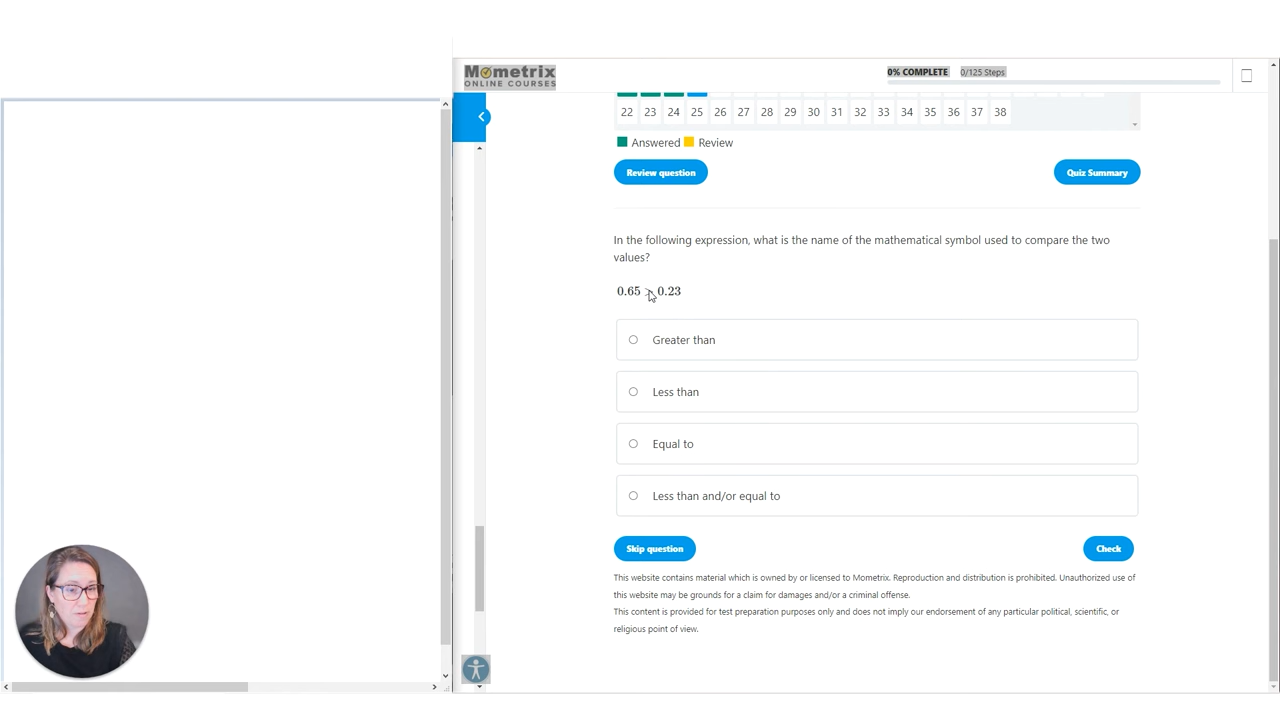 Mometrix
ONLINE COURSES
0% COMPLETE 0/125 Steps
22 23 24 25 26 27 28 29 30 31 32 33 34 35 36 37 38
Answered Review
Review question Quiz Summary
In the following expression, what is the name of the mathematical symbol used to compare the two
values?
0.65 > 0.23
Greater than
Less than
Equal to
Less than and/or equal to
Skip question Check
This website contains material which is owned by or licensed to Mometrix. Reproduction and distribution is prohibited. Unauthorized use of
this website may be grounds for a claim for damages and/or a criminal offense.
This content is provided for test preparation purposes only and does not imply our endorsement of any particular political, scientific, or
religious point of view.